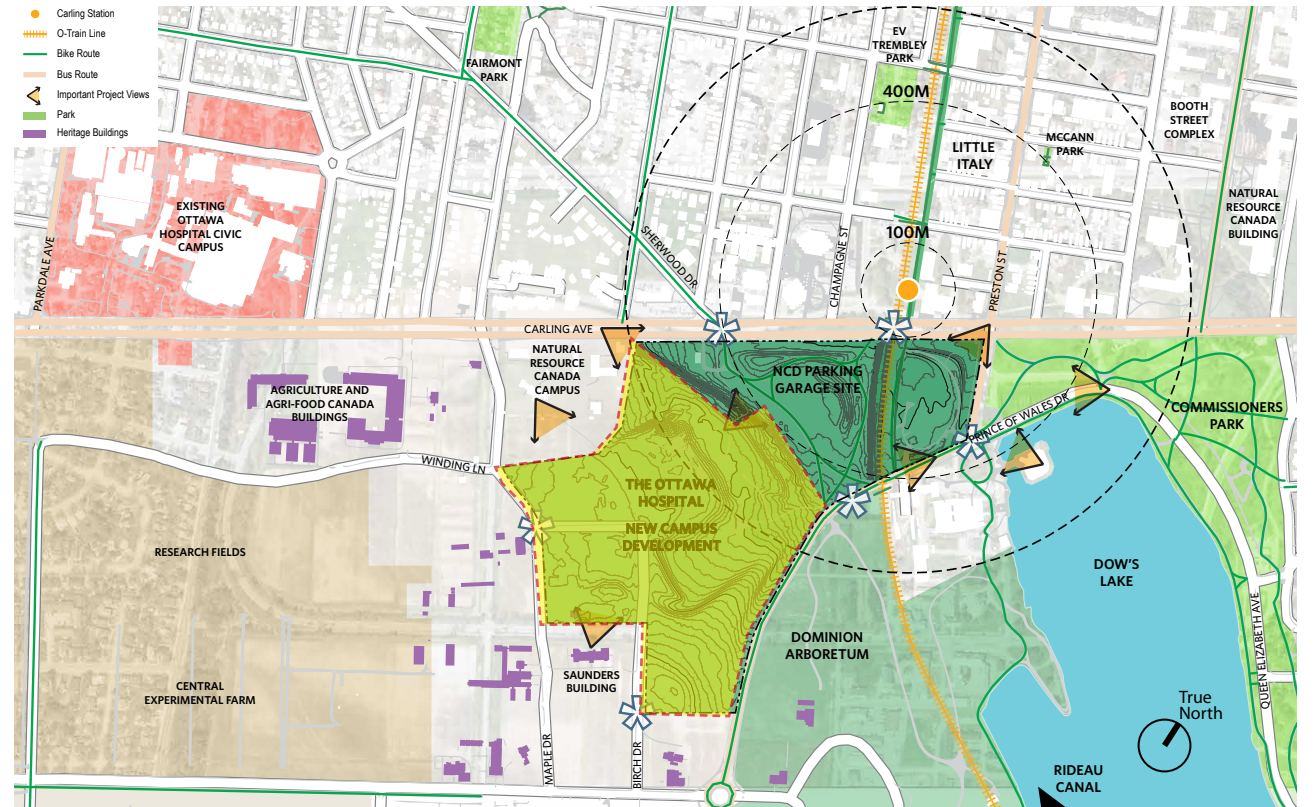 Carling Station
O-Train Line
Bike Route
Bus Route
Important Project Views
Park
Heritage Buildings
FAIRMONT
PARK
EV
TREMBLEY
PARK
400M
BOOTH
STREET
COMPLEX
LITTLE
ITALY
MCCANN
PARK
EXISTING
OTTAWA
HOSPITAL CIVIC
CAMPUS
NATURAL
RESOURCE
CANADA
BUILDING
PARKDALE AVE
SHERWOOD DR
CHAMPAGNE ST
100M
PRESTON ST
CARLING AVE
NATURAL
RESOURCE
CANADA
CAMPUS
NCD PARKING
GARAGE SITE
AGRICULTURE AND
AGRI-FOOD CANADA
BUILDINGS
PRINCE OF WALES DR
COMMISSIONERS
PARK
WINDING LN
THE OTTAWA
HOSPITAL
NEW CAMPUS
DEVELOPMENT
RESEARCH FIELDS
DOW'S
LAKE
DOMINION
ARBORETUM
QUEEN ELIZABETH AVE
CENTRAL
EXPERIMENTAL FARM
SAUNDERS
BUILDING
True
North
MAPLE DR
BIRCH DR
RIDEAU
CANAL